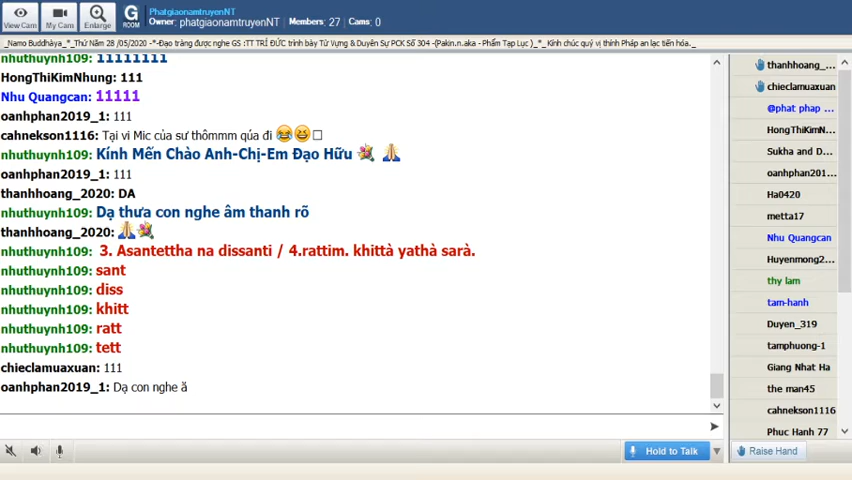 PhatgiaonamtruyenNT
Owner: phatgiaonamtruyenNT Members: 27 Cams: 0
View Cam My Cam Enlarge G ROOM
_Namo Buddhàya_*_Thứ Năm 28 /05/2020 -*-Đạo tràng được nghe GS :TT TRÍ ĐỨC trình bày Từ Vựng & Duyên Sự PCK Số 304 -(Pakin.n.aka - Phẩm Tạp Lục )_*_ Kính chúc quý vị thính Pháp an lạc tiến hóa._
nhuthuynh109: 11111111
HongThiKimNhung: 111
Nhu Quangcan: 11111
oanhphan2019_1: 111
cahnekson1116: Tại vi Mic của sư thômmm qúa đi
nhuthuynh109: Kính Mến Chào Anh-Chị-Em Đạo Hữu
oanhphan2019_1: 111
thanhhoang_2020: DA
nhuthuynh109: Dạ thưa con nghe âm thanh rõ
thanhhoang_2020:
nhuthuynh109: 3. Asantettha na dissanti / 4.rattim. khittà yathà sarà.
nhuthuynh109: sant
nhuthuynh109: diss
nhuthuynh109: khitt
nhuthuynh109: ratt
nhuthuynh109: tett
chieclamuaxuan: 111
oanhphan2019_1: Dạ con nghe ă
thanhhoang_...
chieclamuaxuan
@phat phap ...
HongThiKimN...
Sukha and D...
oanhphan201...
Ha0420
metta17
Nhu Quangcan
Huyenmong2...
thy lam
tam-hanh
Duyen_319
tamphuong-1
Giang Nhat Ha
the man45
cahnekson1116
Phuc Hanh 77
Hold to Talk
Raise Hand